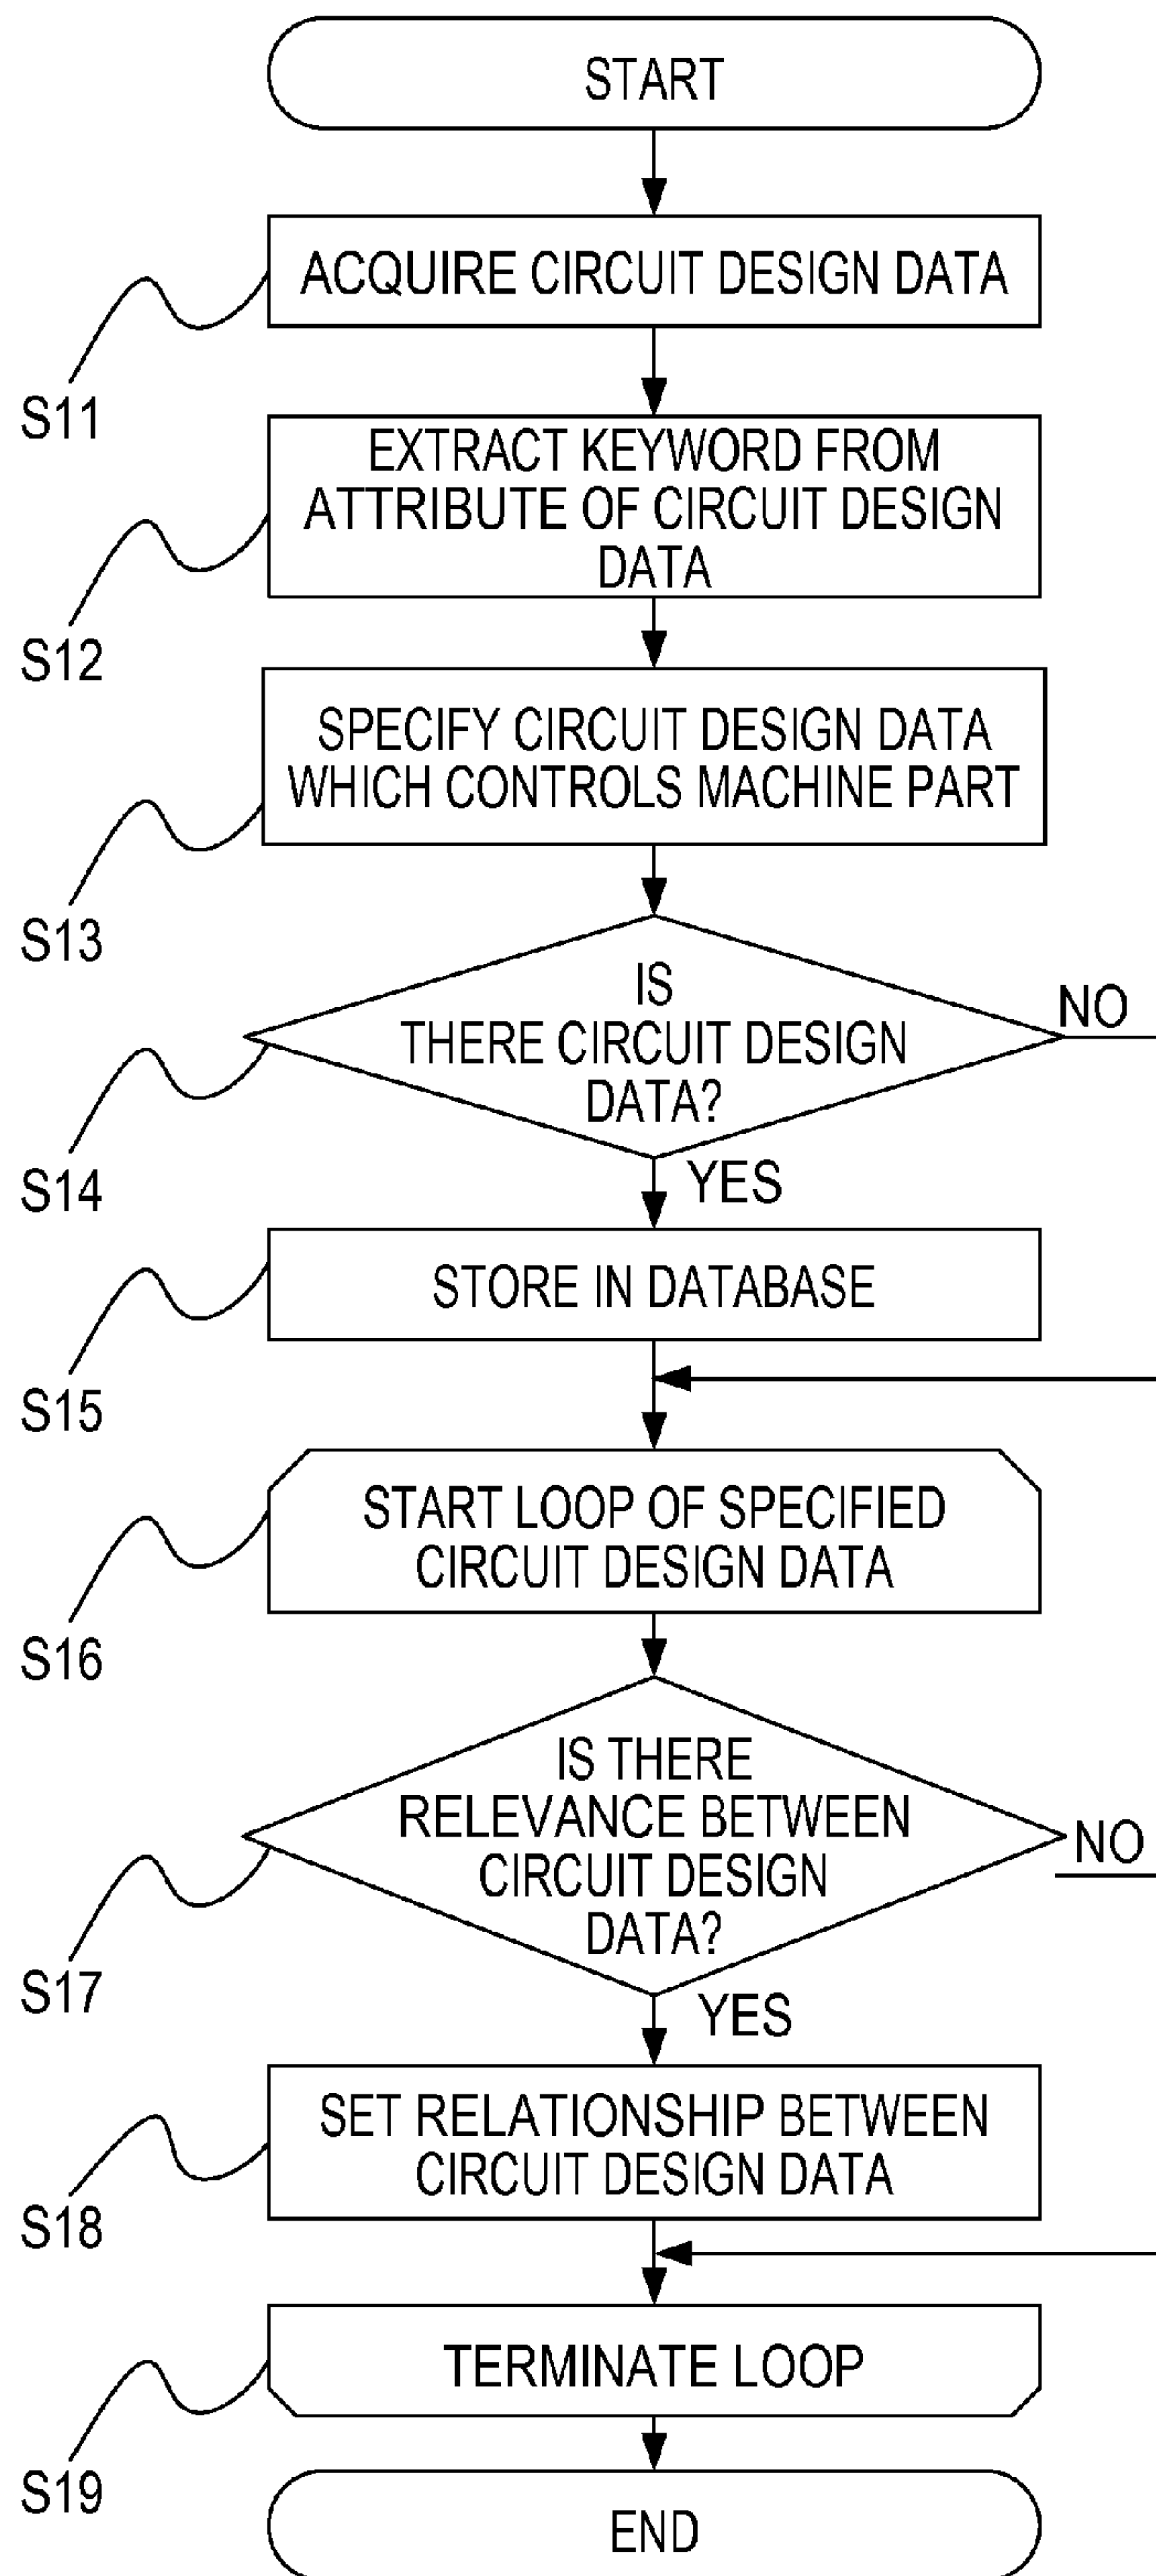 START
ACQUIRE CIRCUIT DESIGN DATA
S11
EXTRACT KEYWORD FROM
ATTRIBUTE OF CIRCUIT DESIGN
DATA
S12
SPECIFY CIRCUIT DESIGN DATA
WHICH CONTROLS MACHINE PART
S13
IS
THERE CIRCUIT DESIGN
DATA?
NO
S14
YES
STORE IN DATABASE
S15
START LOOP OF SPECIFIED
CIRCUIT DESIGN DATA
S16
IS THERE
RELEVANCE BETWEEN
CIRCUIT DESIGN
DATA?
NO
S17
YES
SET RELATIONSHIP BETWEEN
CIRCUIT DESIGN DATA
S18
TERMINATE LOOP
S19
END